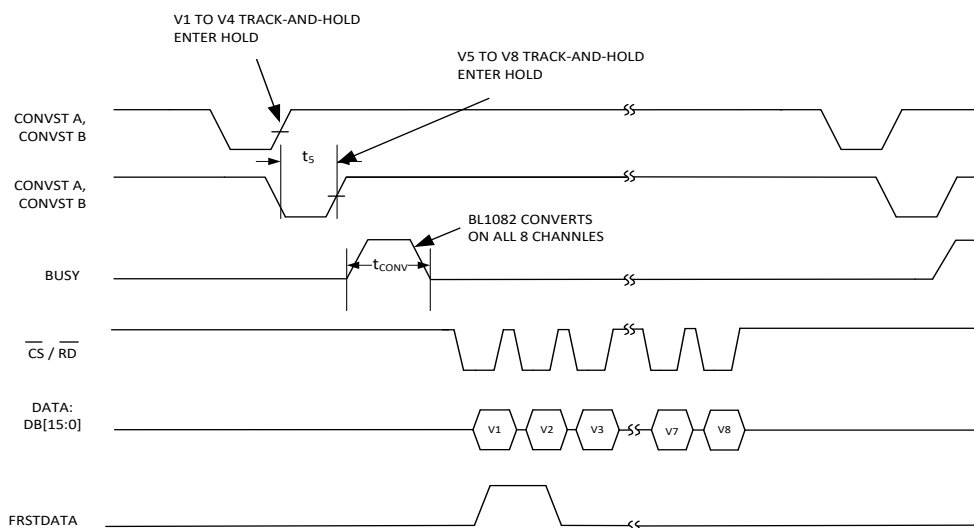 V1 TO V4 TRACK-AND-HOLD
ENTER HOLD
V5 TO V8 TRACK-AND-HOLD
ENTER HOLD
CONVST A,
CONVST B
t5
CONVST A,
CONVST B
BL1082 CONVERTS
ON ALL 8 CHANNLES
BUSY
tCONV
CS / RD
DATA:
DB[15:0]
V1
V2
V3
V7
V8
FRSTDATA